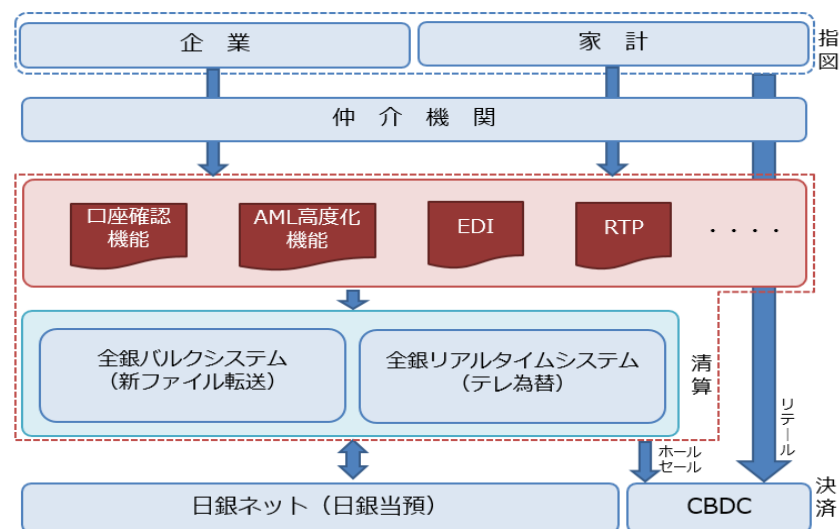 企 業
家 計
指図
仲 介 機 関
口座確認
機能
AML高度化
機能
EDI
RTP
・・・・
全銀バルクシステム
（新ファイル転送）
全銀リアルタイムシステム
（テレ為替）
清算
リテール
ホール
セール
日銀ネット（日銀当預）
CBDC
決済